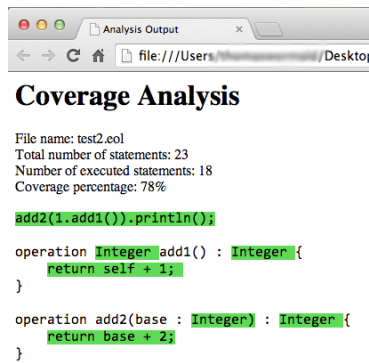 Analysis Output
file:///Users/ /Desktop
Coverage Analysis
File name: test2.eol
Total number of statements: 23
Number of executed statements: 18
Coverage percentage: 78%
add2(1.add1()).println();
operation Integer add1() : Integer {
return self + 1;
}
operation add2(base : Integer) : Integer {
return base + 2;
}